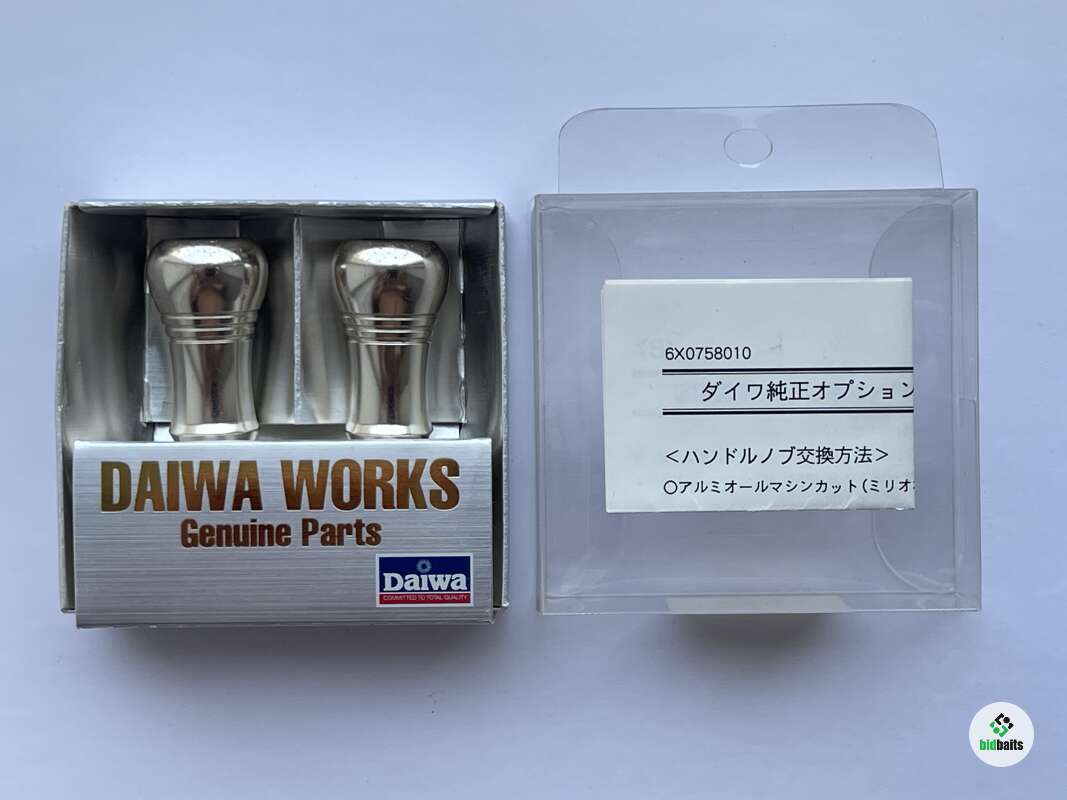 DAIWA WORKS
Genuine Parts
Daiwa
COMMITTED TO TOTAL QUALITY
6X0758010
ダイワ純正オプション
<ハンドルノブ交換方法>
○アルミオールマシンカット(ミリオ
bidbaits